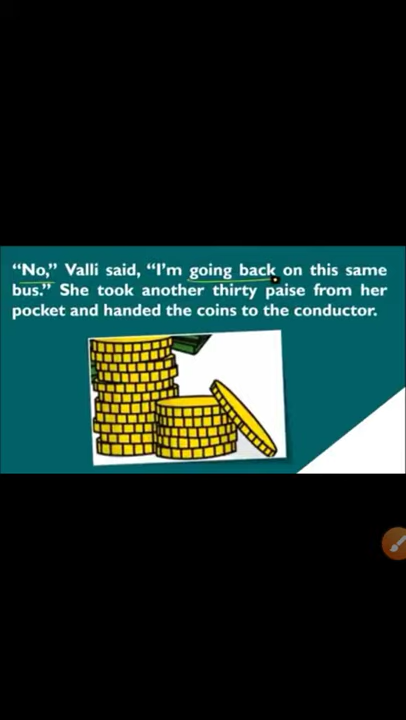 “No,” Valli said, “I’m going back on this same
bus.” She took another thirty paise from her
pocket and handed the coins to the conductor.